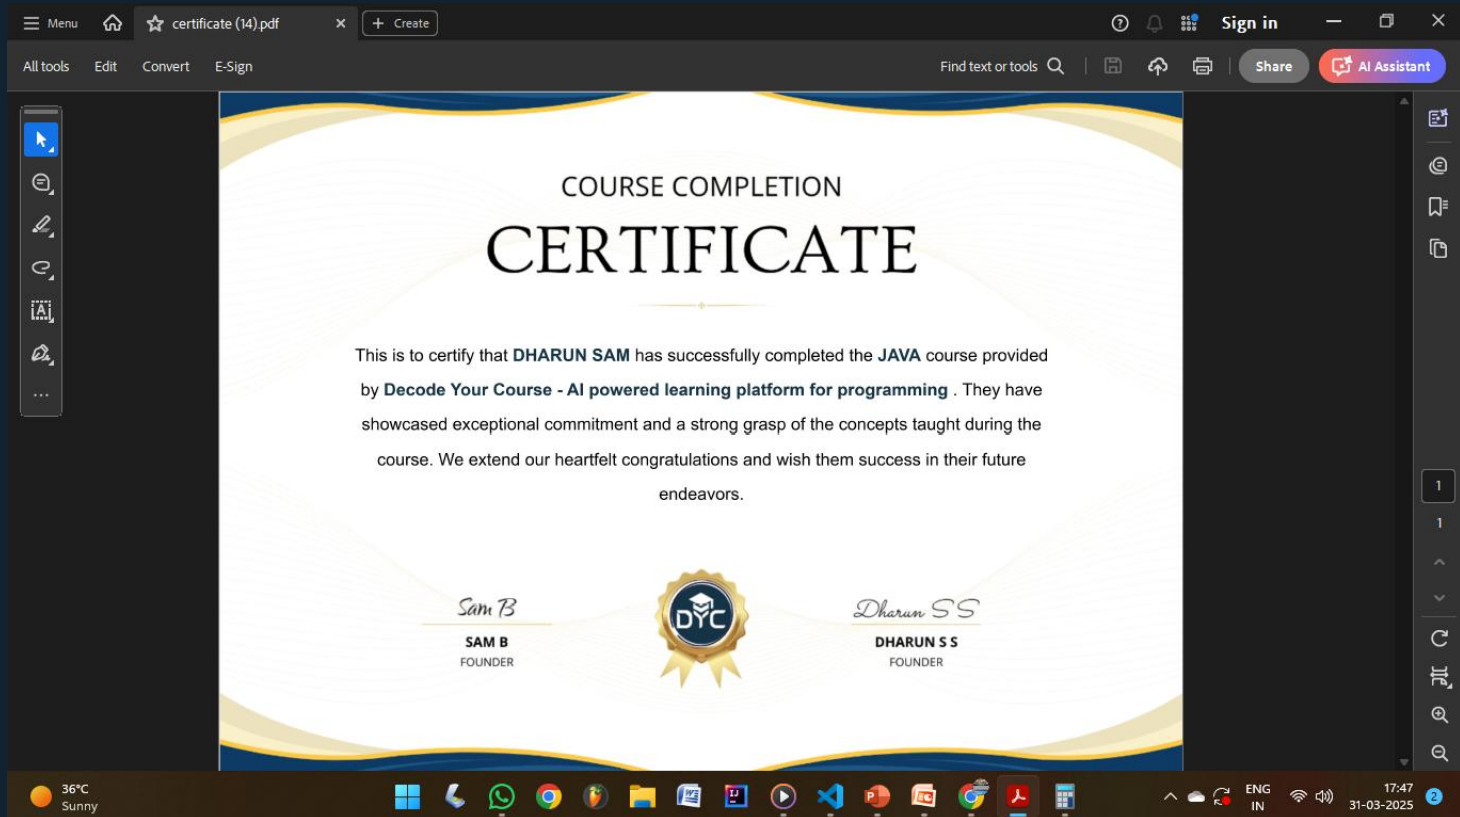 Menu
certificate (14).pdf
Create
Sign in
All tools Edit Convert E-Sign
Find text or tools
Share
AI Assistant
COURSE COMPLETION
CERTIFICATE
This is to certify that DHARUN SAM has successfully completed the JAVA course provided
by Decode Your Course - AI powered learning platform for programming . They have
showcased exceptional commitment and a strong grasp of the concepts taught during the
course. We extend our heartfelt congratulations and wish them success in their future
endeavors.
Sam B
SAM B
FOUNDER
DYC
Dharun S S
DHARUN S S
FOUNDER
1
1
36°C
Sunny
ENG
IN
17:47
31-03-2025
2